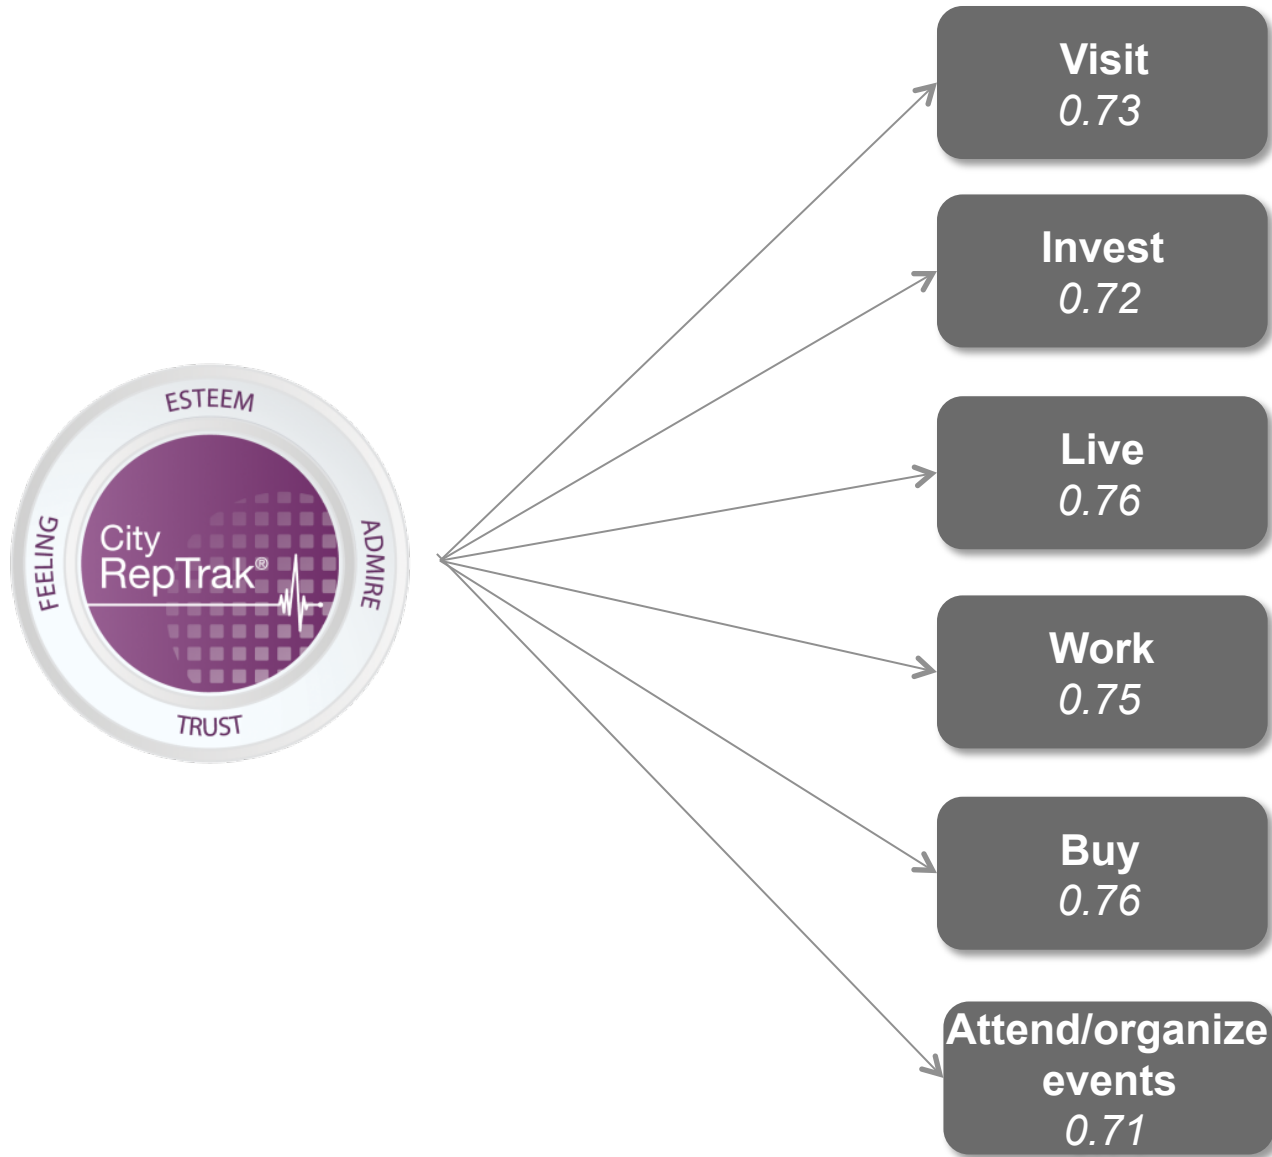 ESTEEM
FEELING
ADMIRE
TRUST
City
RepTrak®
Visit
0.73
Invest
0.72
Live
0.76
Work
0.75
Buy
0.76
Attend/organize
events
0.71